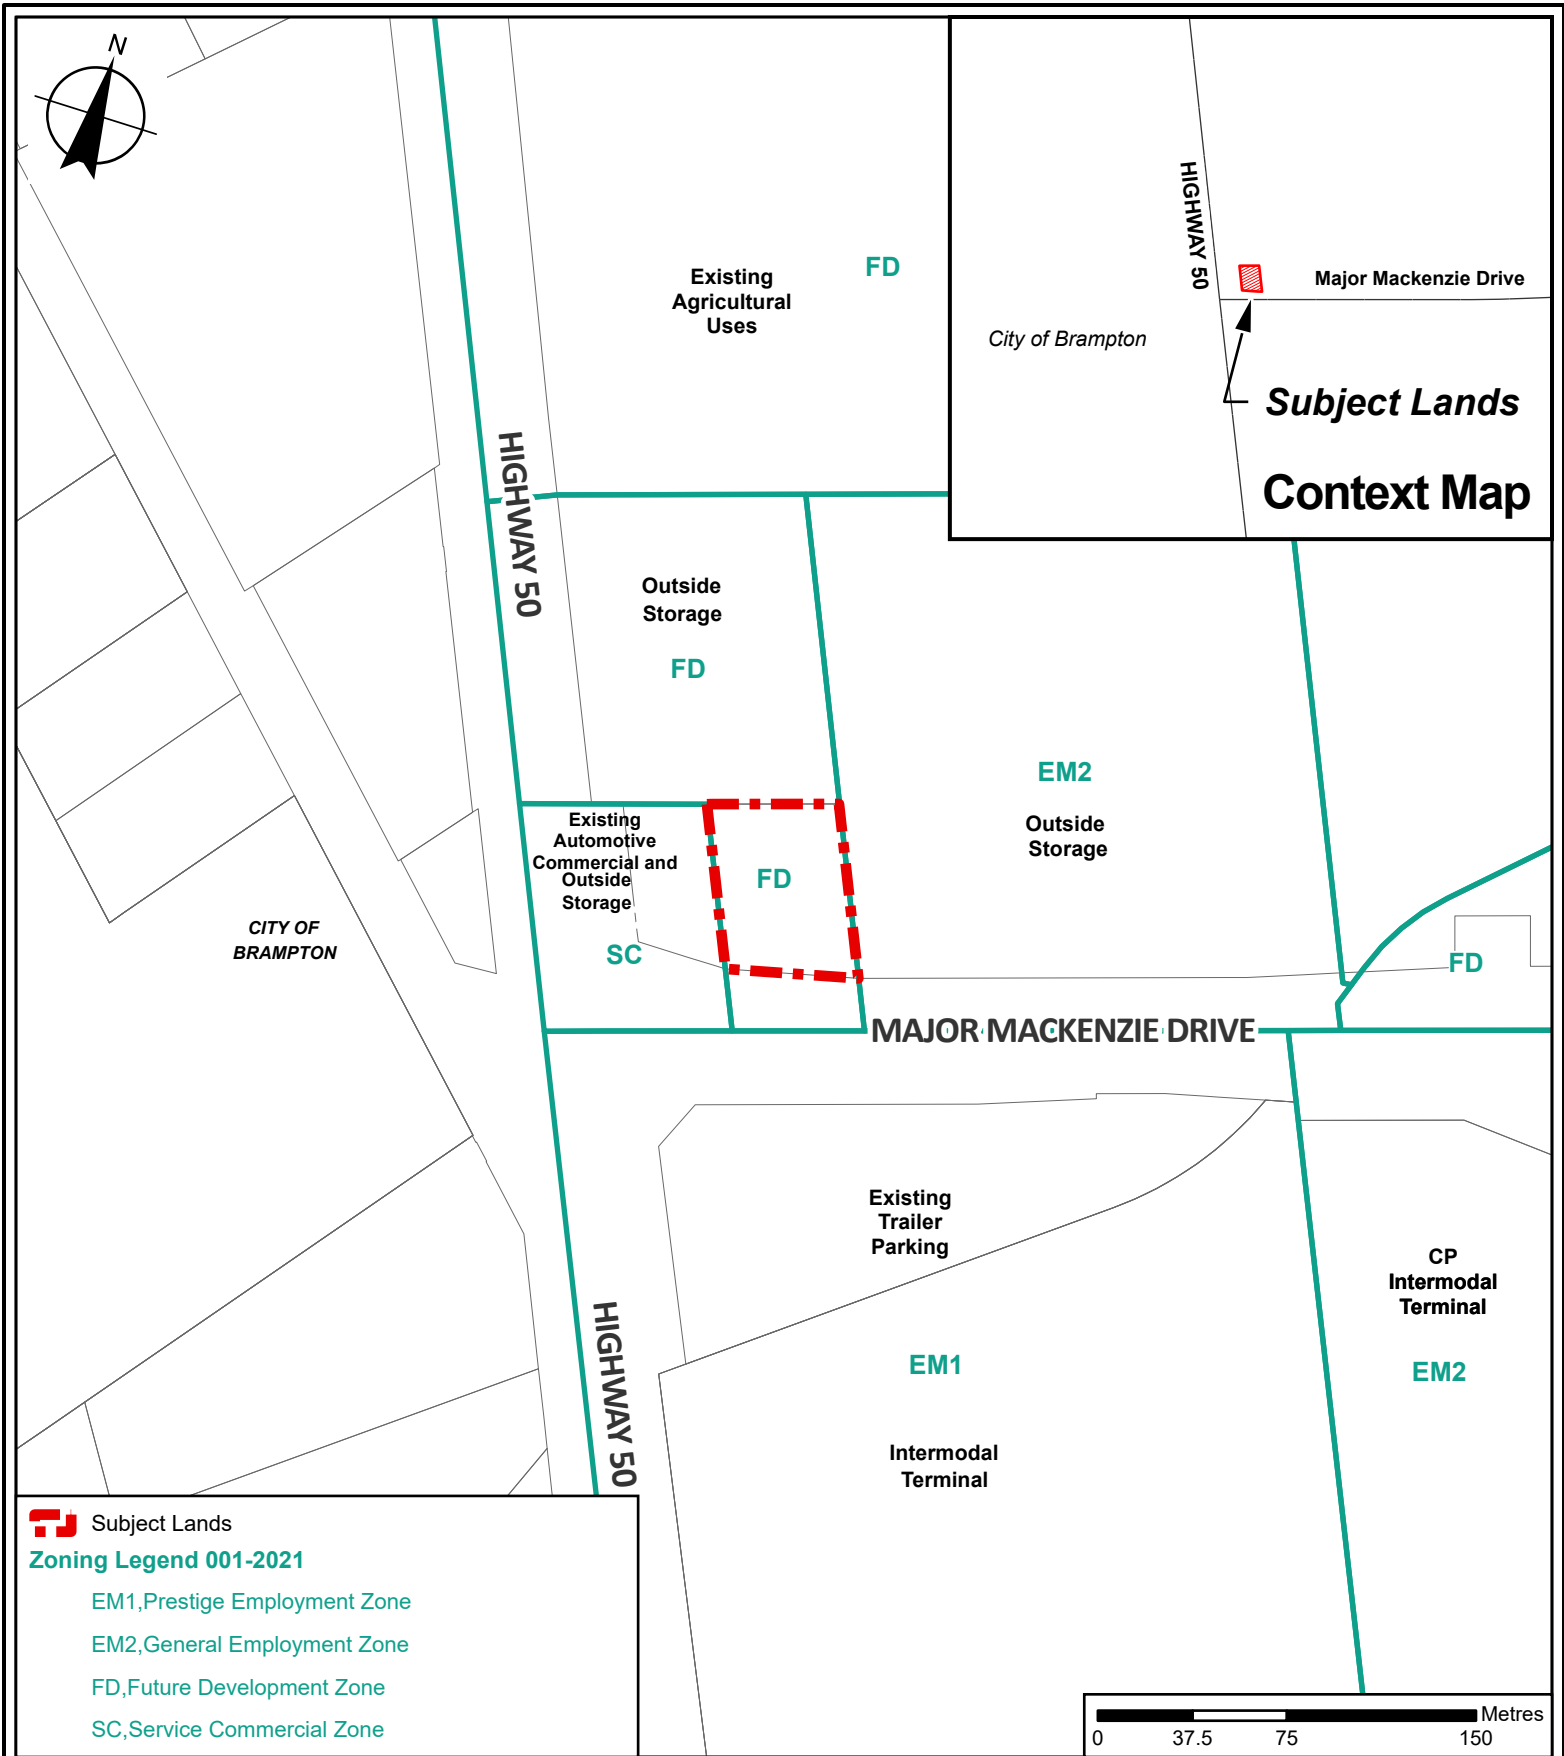 N
HIGHWAY 50
Major Mackenzie Drive
City of Brampton
Subject Lands
Context Map
Existing
Agricultural
Uses
FD
HIGHWAY 50
Outside
Storage
FD
EM2
Outside
Storage
Existing
Automotive
Commercial and
Outside
Storage
SC
FD
CITY OF
BRAMPTON
FD
MAJOR MACKENZIE DRIVE
Existing
Trailer
Parking
CP
Intermodal
Terminal
EM2
EM1
HIGHWAY 50
Intermodal
Terminal
Subject Lands
Zoning Legend 001-2021
EM1,Prestige Employment Zone
EM2,General Employment Zone
FD,Future Development Zone
SC,Service Commercial Zone
Metres
0 37.5 75 150